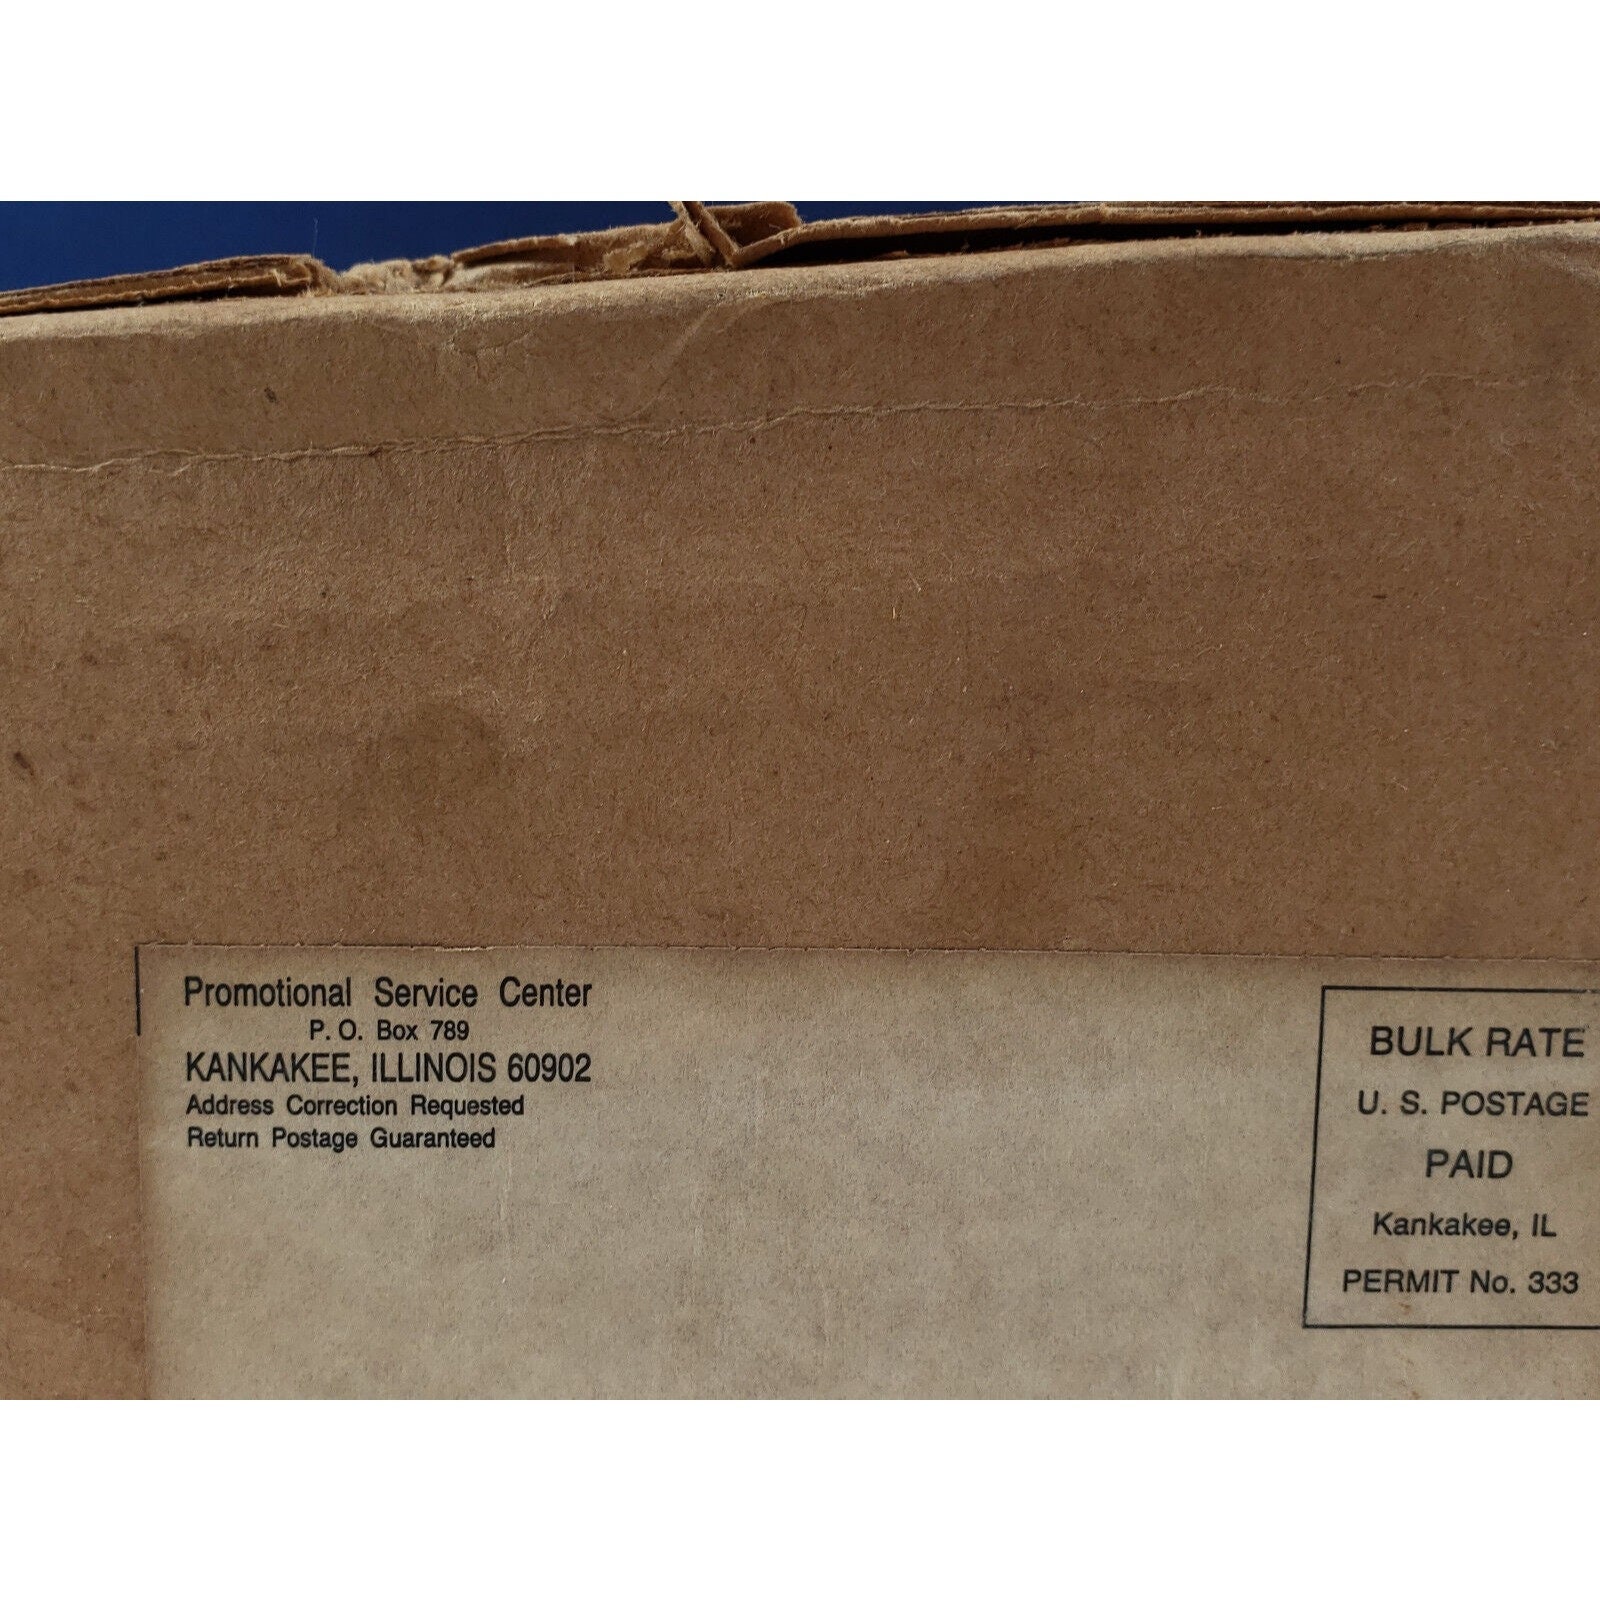 Promotional Service Center
P. O. Box 789
KANKAKEE, ILLINOIS 60902
Address Correction Requested
Return Postage Guaranteed
BULK RATE
U. S. POSTAGE
PAID
Kankakee, IL
PERMIT No. 333